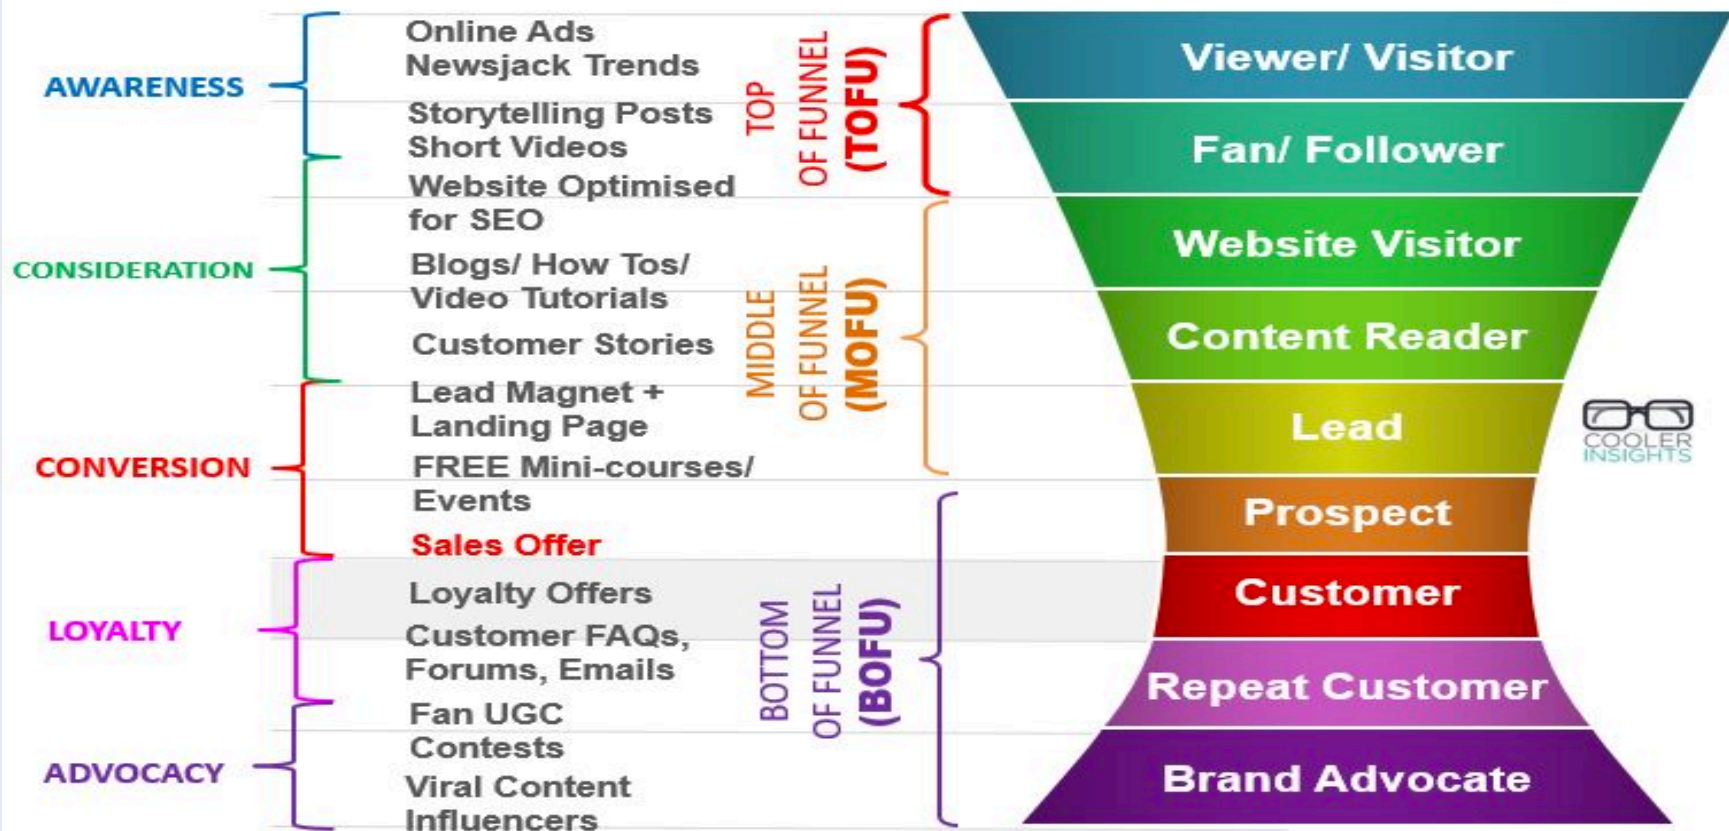 AWARENESS
CONSIDERATION
CONVERSION
LOYALTY
ADVOCACY
Online Ads
Newsjack Trends
Storytelling Posts
Short Videos
Website Optimised
for SEO
Blogs/ How Tos/
Video Tutorials
Customer Stories
Lead Magnet +
Landing Page
FREE Mini-courses/
Events
Sales Offer
Loyalty Offers
Customer FAQs,
Forums, Emails
Fan UGC
Contests
Viral Content
Influencers
TOP
OF FUNNEL
(TOFU)
MIDDLE
OF FUNNEL
(MOFU)
BOTTOM
OF FUNNEL
(BOFU)
Viewer/ Visitor
Fan/ Follower
Website Visitor
Content Reader
Lead
Prospect
Customer
Repeat Customer
Brand Advocate
COOLER
INSIGHTS